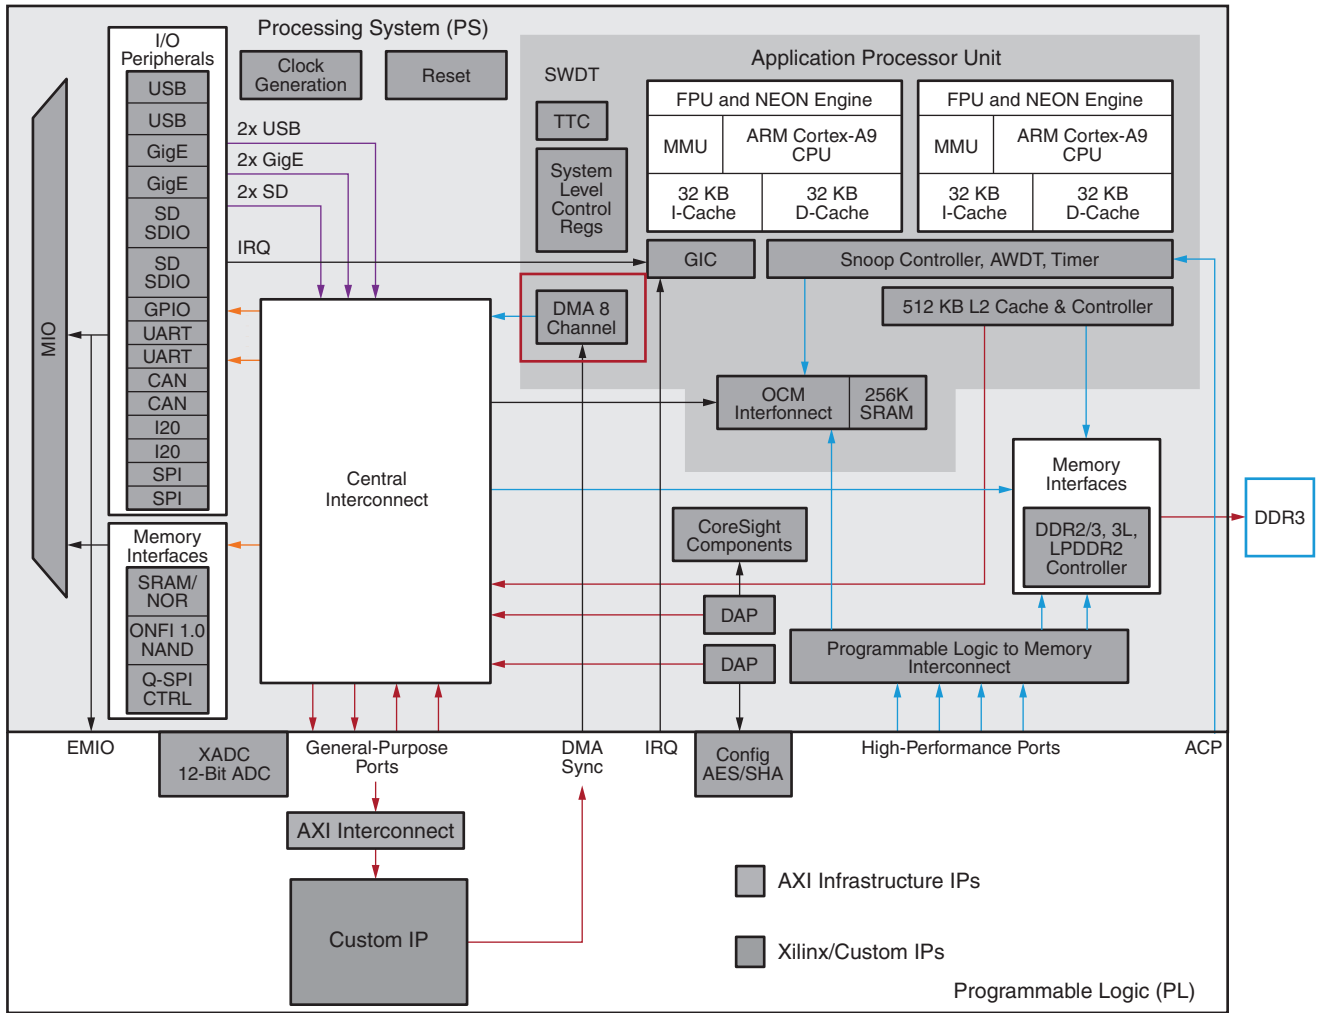 Processing System (PS)
I/O
Peripherals
USB
USB
GigE
GigE
SD
SDIO
SD
SDIO
GPIO
UART
UART
CAN
CAN
I20
I20
SPI
SPI
MIO
Memory
Interfaces
SRAM/
NOR
ONFI 1.0
NAND
Q-SPI
CTRL
Clock
Generation
Reset
2x USB
2x GigE
2x SD
IRQ
SWDT
TTC
System
Level
Control
Regs
Application Processor Unit
FPU and NEON Engine
MMU
ARM Cortex-A9
CPU
32 KB
I-Cache
32 KB
D-Cache
FPU and NEON Engine
MMU
ARM Cortex-A9
CPU
32 KB
I-Cache
32 KB
D-Cache
GIC
Snoop Controller, AWDT, Timer
DMA 8
Channel
512 KB L2 Cache & Controller
OCM
Interfonnect
256K
SRAM
Central
Interconnect
Memory
Interfaces
DDR2/3, 3L,
LPDDR2
Controller
DDR3
CoreSight
Components
DAP
DAP
Programmable Logic to Memory
Interconnect
EMIO
XADC
12-Bit ADC
General-Purpose
Ports
DMA
Sync
IRQ
Config
AES/SHA
High-Performance Ports
ACP
AXI Interconnect
Custom IP
AXI Infrastructure IPs
Xilinx/Custom IPs
Programmable Logic (PL)